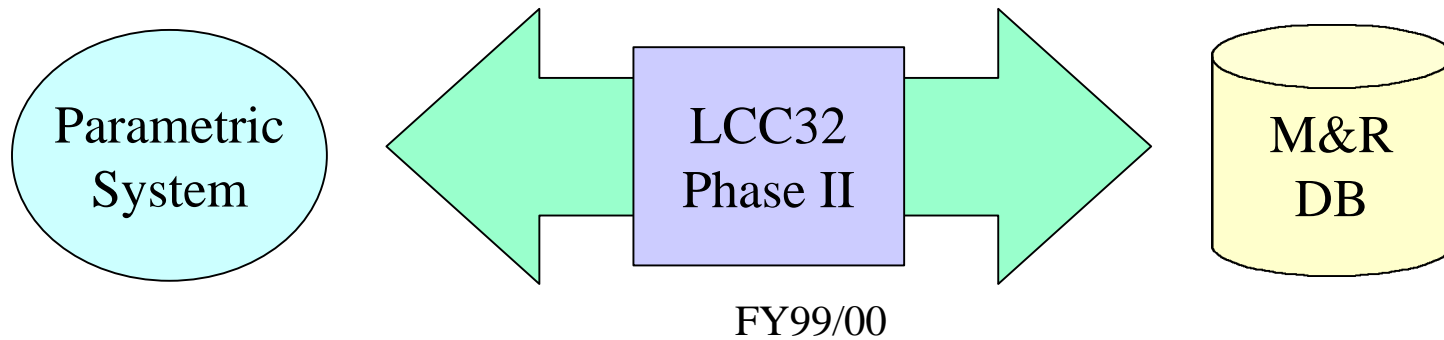 Parametric
System
LCC32
Phase II
M&R
DB
FY99/00